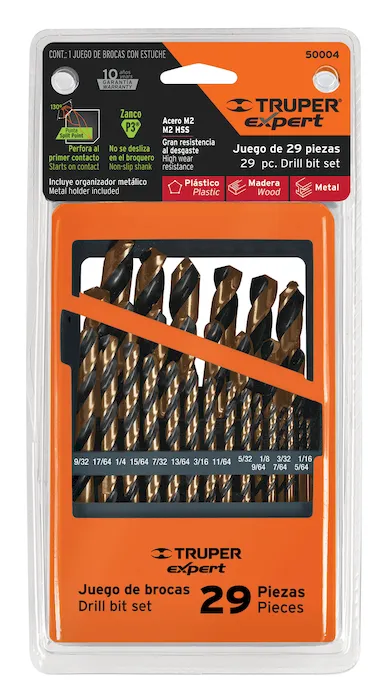 CONT.: 1 JUEGO DE BROCAS CON ESTUCHE
50004
10 años years
GARANTÍA
WARRANTY
130°
Punta
Split Point
Perfora al
primer contacto
Starts on contact
Zanco
P3
No se desliza
en el broquero
Non-slip shank
Acero M2
M2 HSS
Gran resistencia
al desgaste
High wear
resistance
TRUPER
expert
Juego de 29 piezas
29 pc. Drill bit set
Incluye organizador metálico
Metal holder included
Plástico
Plastic
Madera
Wood
Metal
9/32 17/64 1/4 15/64 7/32 13/64 3/16 11/64 5/32 1/8 3/32 1/16
9/64 7/64 5/64
TRUPER
expert
Juego de brocas
Drill bit set
29 Piezas
Pieces